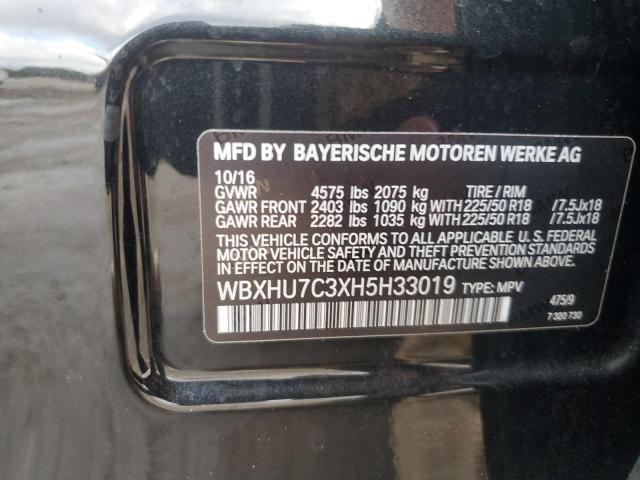 MFD BY BAYERISCHE MOTOREN WERKE AG
10/16
GVWR 4575 lbs 2075 kg TIRE / RIM
GAWR FRONT 2403 lbs 1090 kg WITH 225/50 R18 /7.5Jx18
GAWR REAR 2282 lbs 1035 kg WITH 225/50 R18 /7.5Jx18
THIS VEHICLE CONFORMS TO ALL APPLICABLE U. S. FEDERAL
MOTOR VEHICLE SAFETY AND THEFT PREVENTION STANDARDS
IN EFFECT ON THE DATE OF MANUFACTURE SHOWN ABOVE.
WBXHU7C3XH5H33019 TYPE: MPV
475/9
7 320 730